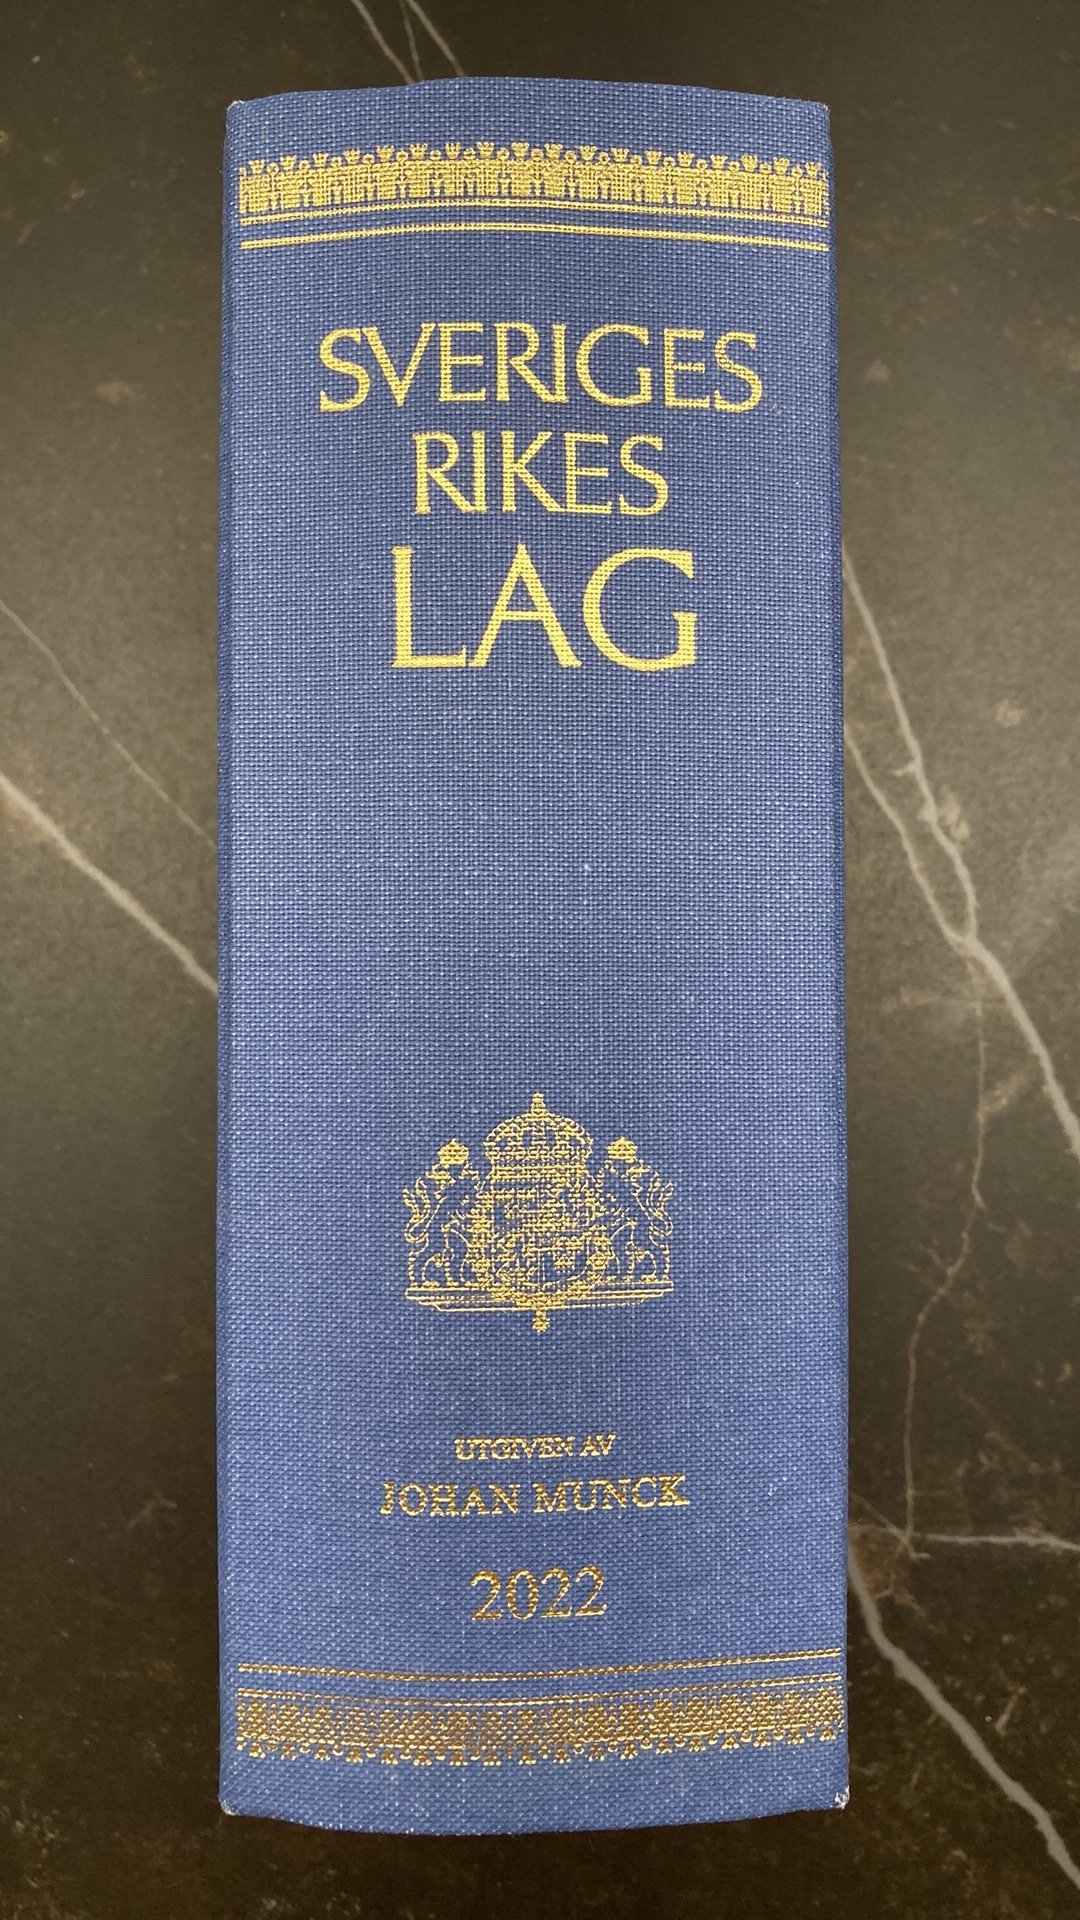 SVERIGES
RIKES
LAG
UTGIVEN AV
JOHAN MUNCK
2022